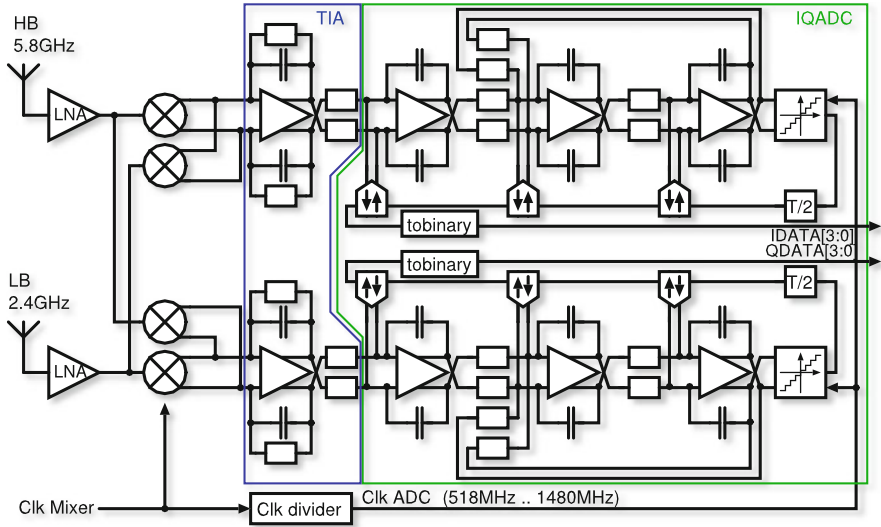 HB
5.8GHz
LNA
TIA
IQADC
T/2
tobinary
IDATA[3:0]
QDATA[3:0
tobinary
T/2
LB
2.4GHz
LNA
Clk Mixer
Clk divider
Clk ADC (518MHz .. 1480MHz)